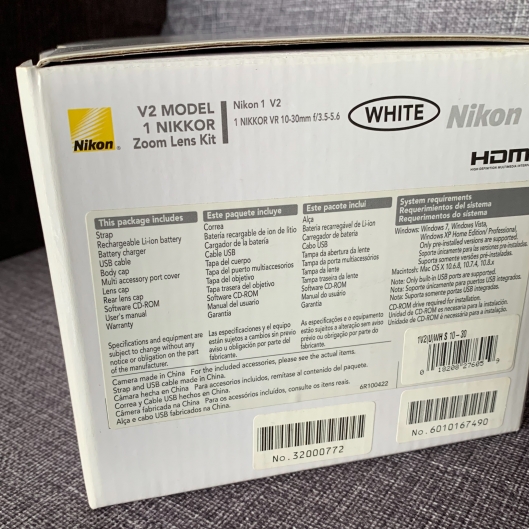 Nikon
V2 MODEL
1 NIKKOR
Zoom Lens Kit
Nikon 1 V2
1 NIKKOR VR 10-30mm f/3.5-5.6
WHITE
Nikon
HDMI
This package includes
Strap
Rechargeable Li-ion battery
Battery charger
USB cable
Body cap
Multi accessory port cover
Lens cap
Rear lens cap
Software CD-ROM
User's manual
Warranty
Specifications and equipment are
subject to change without any
notice or obligation on the part
of the manufacturer.
Este paquete incluye
Correa
Bateria recargable de ion de litio
Cargador de la batería
Cable USB
Tapa del cuerpo
Tapa del puerto multiaccesorios
Tapa del objetivo
Tapa trasera del objetivo
Software CD-ROM
Manual del usuario
Garantía
Las especificaciones y el equipo
están sujetos a cambios sin previo
aviso u obligación por parte del
fabricante.
Este pacote inclui
Alça
Bateria recarregável de Li-ion
Carregador de bateria
Cabo USB
Tampa da abertura da lente
Tampa da porta multiacessórios
Tampa da lente
Tampa traseira da lente
Software CD-ROM
Manual do usuário
Garantia
As especificações e o equipamento
estão sujeitos a alteração sem aviso
prévio ou obrigação por parte do
fabricante.
System requirements
Requerimientos del sistema
Requerimentos do sistema
Windows: Windows 7, Windows Vista,
Windows XP Home Edition/ Professional,
Only pre-installed versions are supported.
Soporta únicamente para las versiones pre-instaladas.
Suporta somente versões pré-instaladas.
Macintosh: Mac OS X 10.6.8, 10.7.4, 10.8.x
Note: Only built-in USB ports are supported.
Nota: Soporte únicamente para puertos USB integrados.
Nota: Suporta somente portas USB integradas.
CD-ROM drive required for installation.
Unidad de CD-ROM es necesaria para la instalación.
Unidade de CD-ROM é necessária para a instalação.
Camera made in China
Strap and USB cable made in China.
For the included accessories, please see the actual items.
Cámara hecha en China
Correa y Cable USB hechos en China.
Para accesorios incluidos, remítase al contenido del paquete.
Câmara fabricada na China
Alça e cabo USB fabricados na China.
Para os acessórios incluídos, consulte os itens reais.
6R100422
1V2(U)WH S 10-30
0 18208 27605 9
No.32000772
No.6010167490